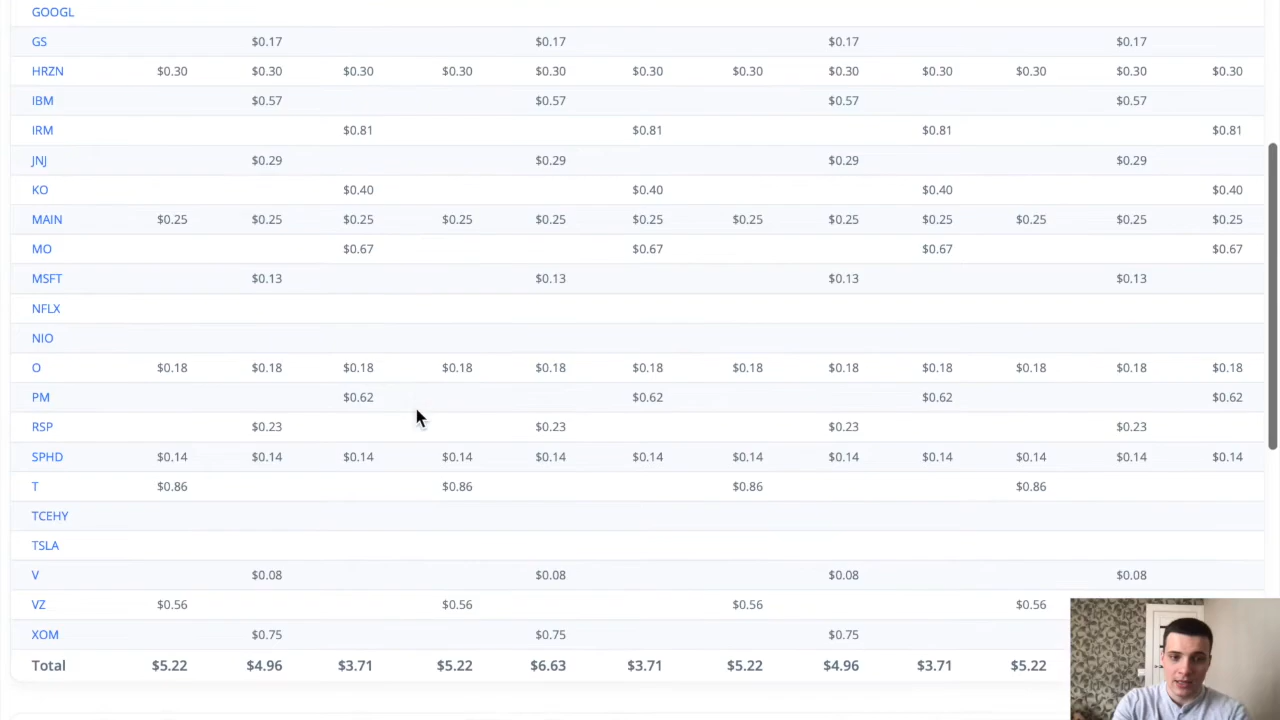 GOOGL
GS $0.17 $0.17 $0.17 $0.17
HRZN $0.30 $0.30 $0.30 $0.30 $0.30 $0.30 $0.30 $0.30 $0.30 $0.30 $0.30 $0.30
IBM $0.57 $0.57 $0.57 $0.57
IRM $0.81 $0.81 $0.81 $0.81
JNJ $0.29 $0.29 $0.29 $0.29
KO $0.40 $0.40 $0.40 $0.40
MAIN $0.25 $0.25 $0.25 $0.25 $0.25 $0.25 $0.25 $0.25 $0.25 $0.25 $0.25 $0.25
MO $0.67 $0.67 $0.67 $0.67
MSFT $0.13 $0.13 $0.13 $0.13
NFLX
NIO
O $0.18 $0.18 $0.18 $0.18 $0.18 $0.18 $0.18 $0.18 $0.18 $0.18 $0.18 $0.18
PM $0.62 $0.62 $0.62 $0.62
RSP $0.23 $0.23 $0.23 $0.23
SPHD $0.14 $0.14 $0.14 $0.14 $0.14 $0.14 $0.14 $0.14 $0.14 $0.14 $0.14 $0.14
T $0.86 $0.86 $0.86 $0.86
TCEHY
TSLA
V $0.08 $0.08 $0.08 $0.08
VZ $0.56 $0.56 $0.56 $0.56
XOM $0.75 $0.75 $0.75
Total $5.22 $4.96 $3.71 $5.22 $6.63 $3.71 $5.22 $4.96 $3.71 $5.22